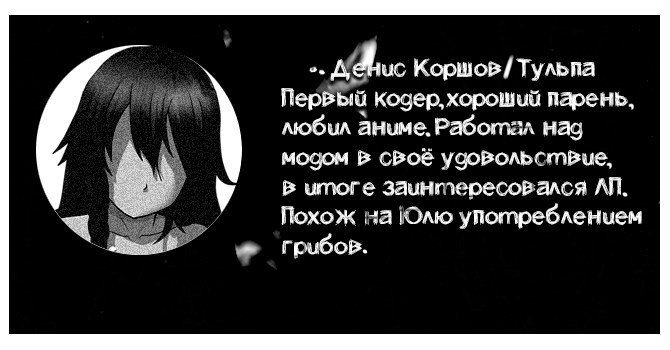 •. Денис Коршов/Тульпа
Первый кодер,хороший парень,
любил аниме.Работал над
модом в своё удовольствие,
в итоге заинтересовался ЛП.
Похож на Юлю употреблением
грибов.